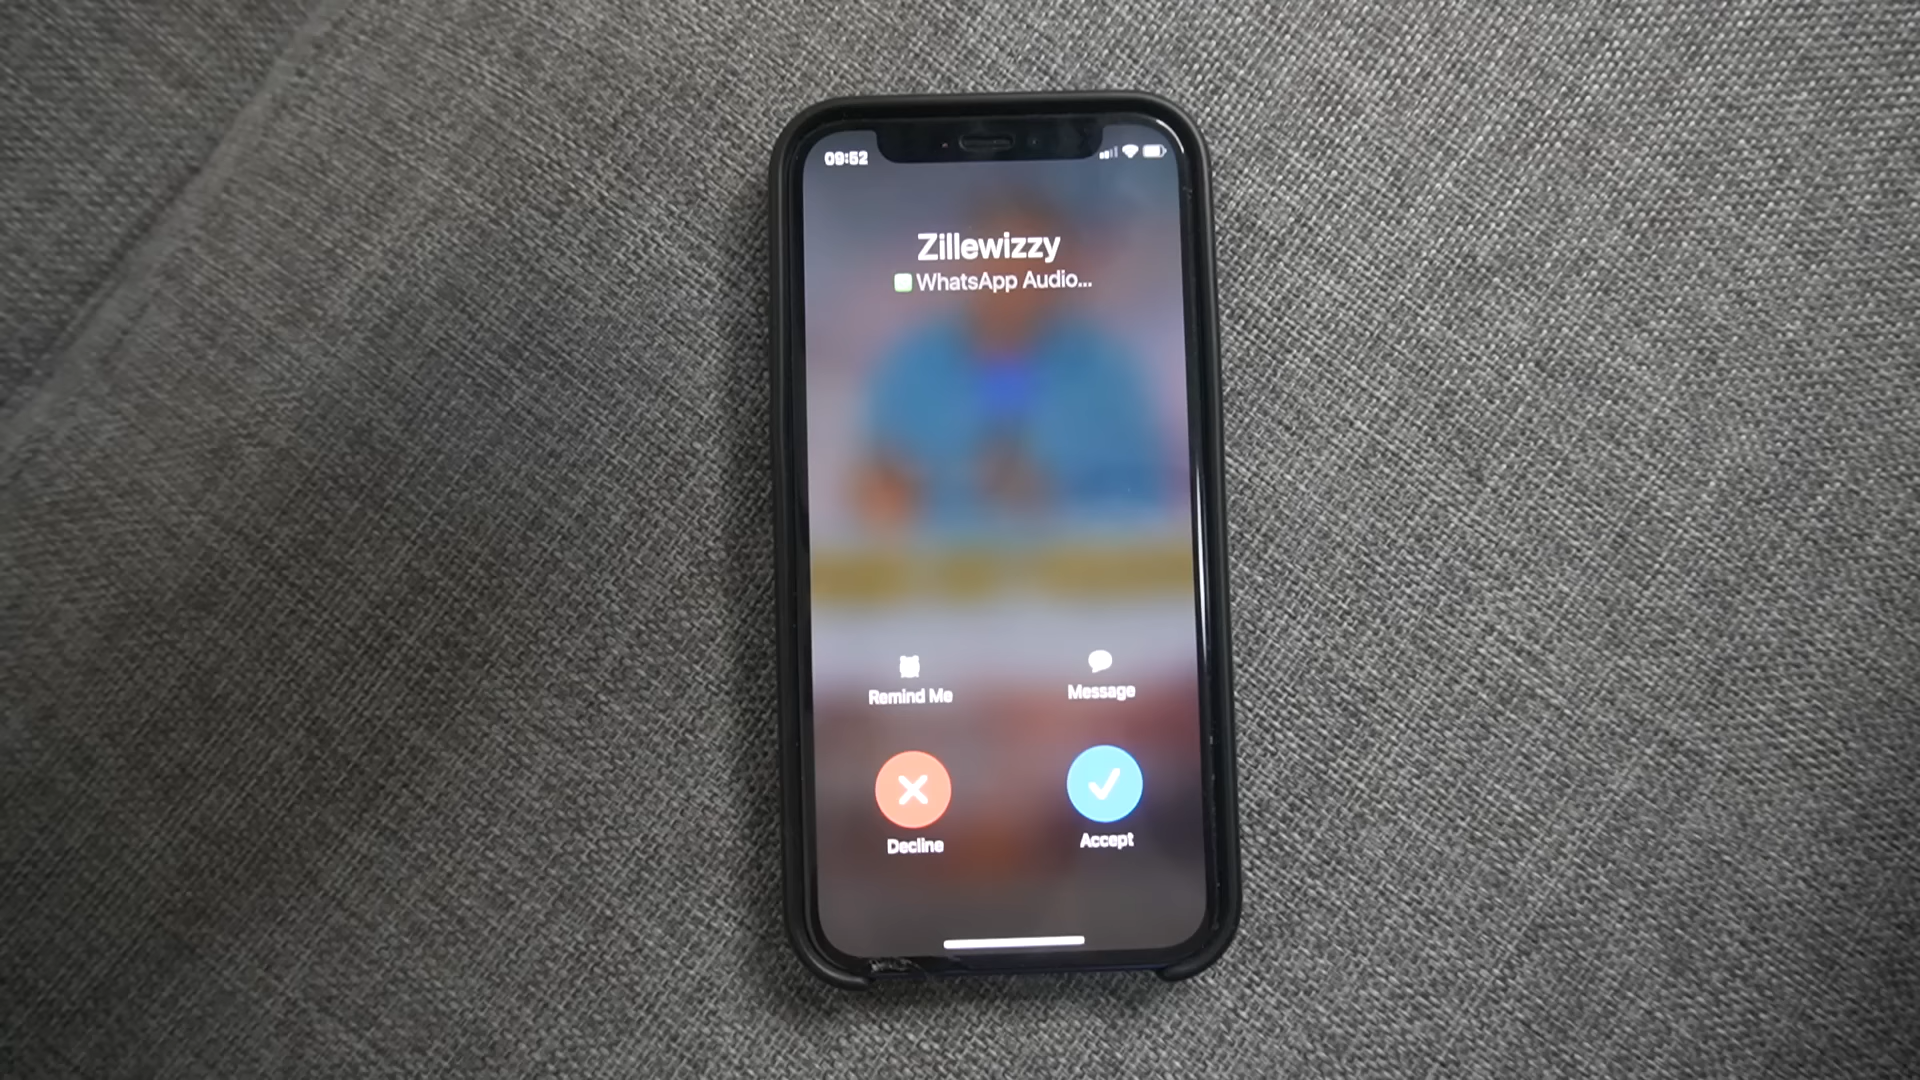 09:52
Zillewizzy
WhatsApp Audio...
Remind Me
Message
Decline
Accept